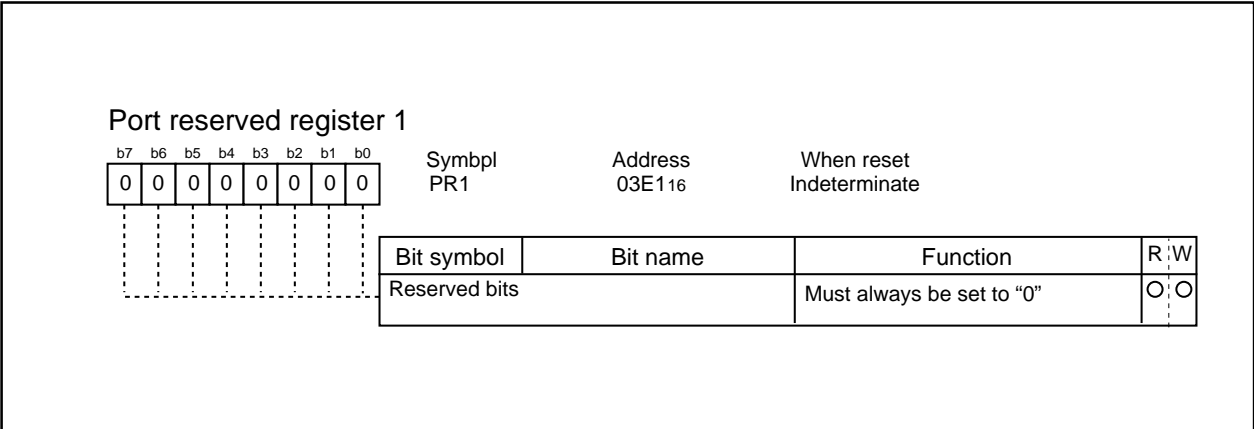 Port reserved register 1
b7 b6 b5 b4 b3 b2 b1 b0
0 0 0 0 0 0 0 0
Symbpl Address When reset
PR1 03E116 Indeterminate
Bit symbol Bit name Function R W
Reserved bits Must always be set to “0”